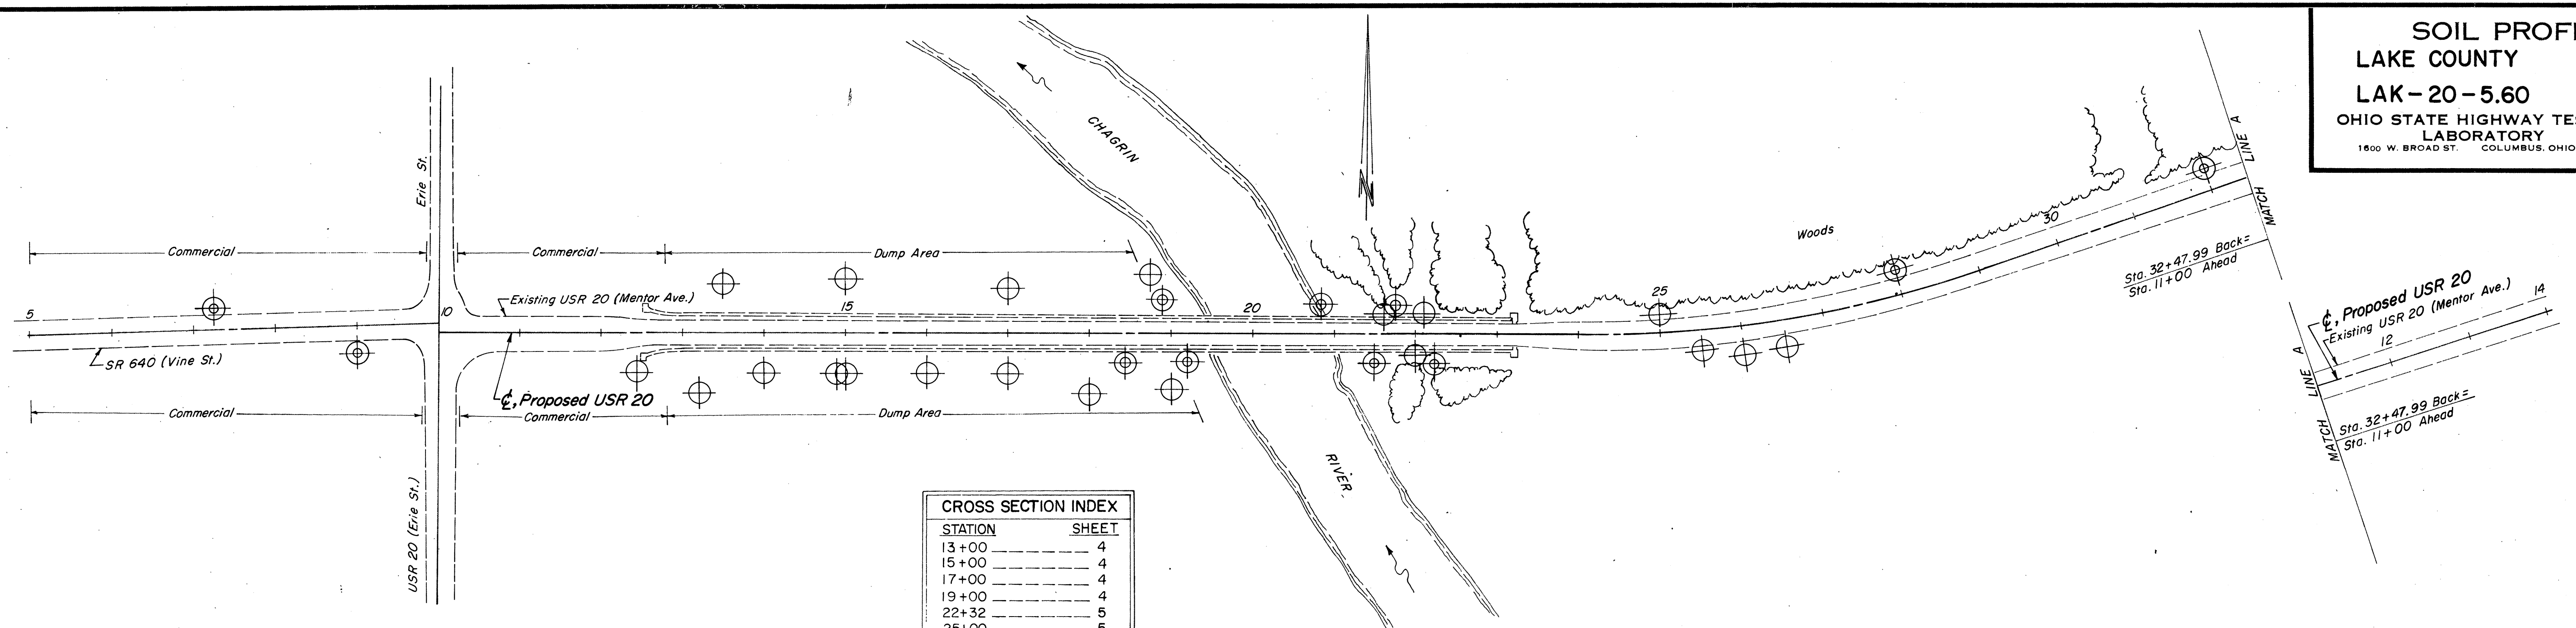 SOIL
LAKE COUNTY
LAK-20-5.60
OHIO STATE HIGHWAY
LABORATORY
1600 W. BROAD ST. COLUMBUS, OHIO
CHAGRIN
RIVER
Erie St.
USR 20 (Erie St.)
Commercial
Commercial
Dump Area
5
10
Existing USR 20 (Mentor Ave.)
15
20
25
30
Woods
SR 640 (Vine St.)
℄, Proposed USR 20
Commercial
Commercial
Dump Area
MATCH LINE A
Sta. 32+47.99 Back=
Sta. 11+00 Ahead
℄, Proposed USR 20
Existing USR 20 (Mentor Ave.)
12
14
MATCH LINE A
Sta. 32+47.99 Back=
Sta. 11+00 Ahead
N
CROSS SECTION INDEX
STATION SHEET
13+00 4
15+00 4
17+00 4
19+00 4
22+32 5
25+00 5